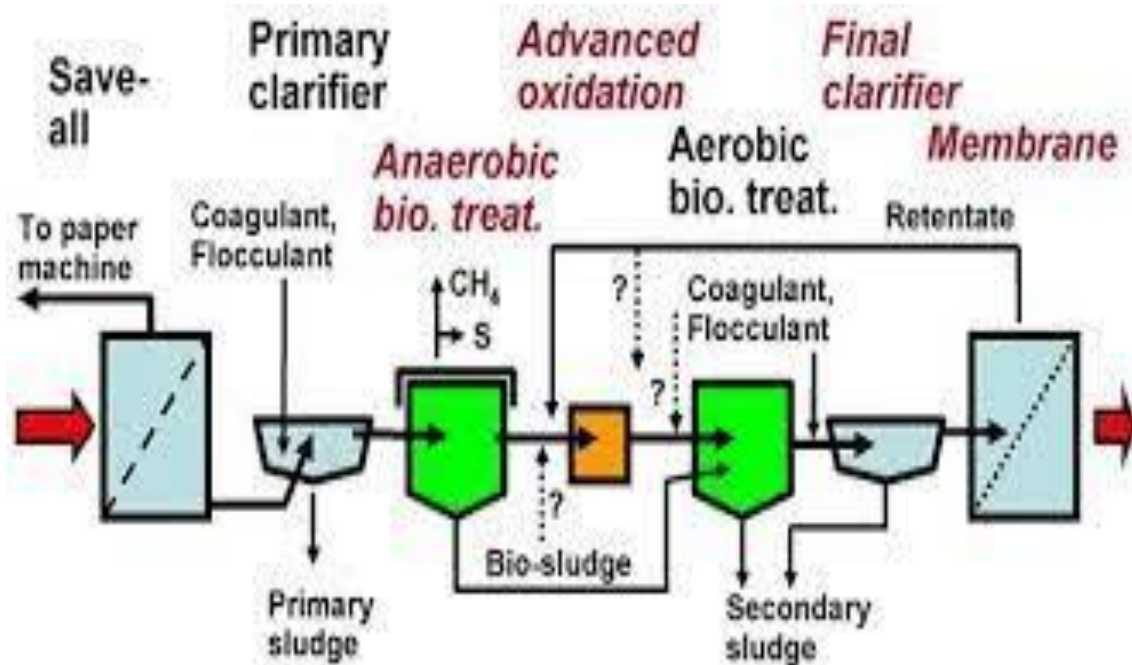 Save-
all
Primary
clarifier
Advanced
oxidation
Final
clarifier
Membrane
Anaerobic
bio. treat.
Aerobic
bio. treat.
To paper
machine
Coagulant,
Flocculant
Retentate
CH₄
S
?
Coagulant,
Flocculant
?
?
Bio-sludge
Primary
sludge
Secondary
sludge